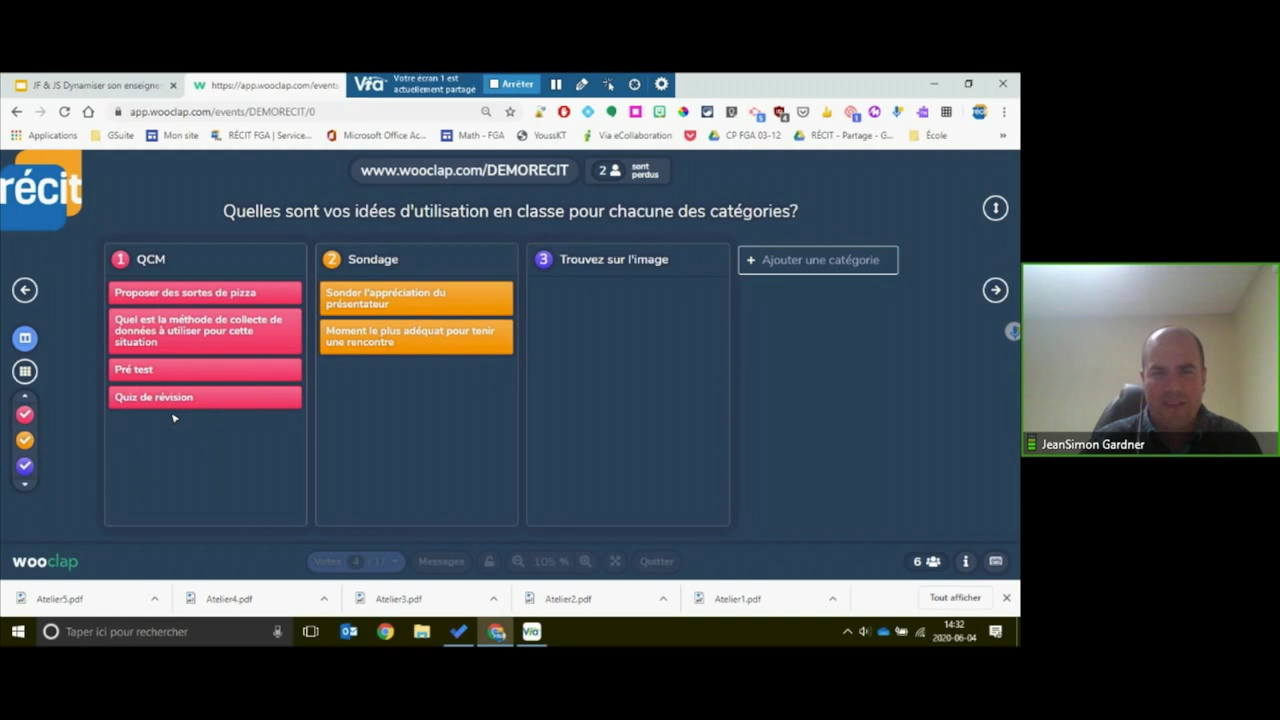 JF & JS Dynamiser son enseigne
https://app.wooclap.com/events
Via
Votre écran 1 est
actuellement partagé
Arrêter
app.wooclap.com/events/DEMORECIT/0
Applications
GSuite
Mon site
RÉCIT FGA | Service...
Microsoft Office Ac...
Math - FGA
YoussKT
Via eCollaboration
CP FGA 03-12
RÉCIT - Partage - G...
École
»
récit
www.wooclap.com/DEMORECIT
2
sont
perdus
Quelles sont vos idées d'utilisation en classe pour chacune des catégories?
1 QCM
2 Sondage
3 Trouvez sur l'image
+ Ajouter une catégorie
Proposer des sortes de pizza
Quel est la méthode de collecte de
données à utiliser pour cette
situation
Pré test
Quiz de révision
Sonder l'appréciation du
présentateur
Moment le plus adéquat pour tenir
une rencontre
JeanSimon Gardner
wooclap
Votes 4 / 17
Messages
105 %
Quitter
6
Atelier5.pdf
Atelier4.pdf
Atelier3.pdf
Atelier2.pdf
Atelier1.pdf
Tout afficher
Taper ici pour rechercher
Via
14:32
2020-06-04